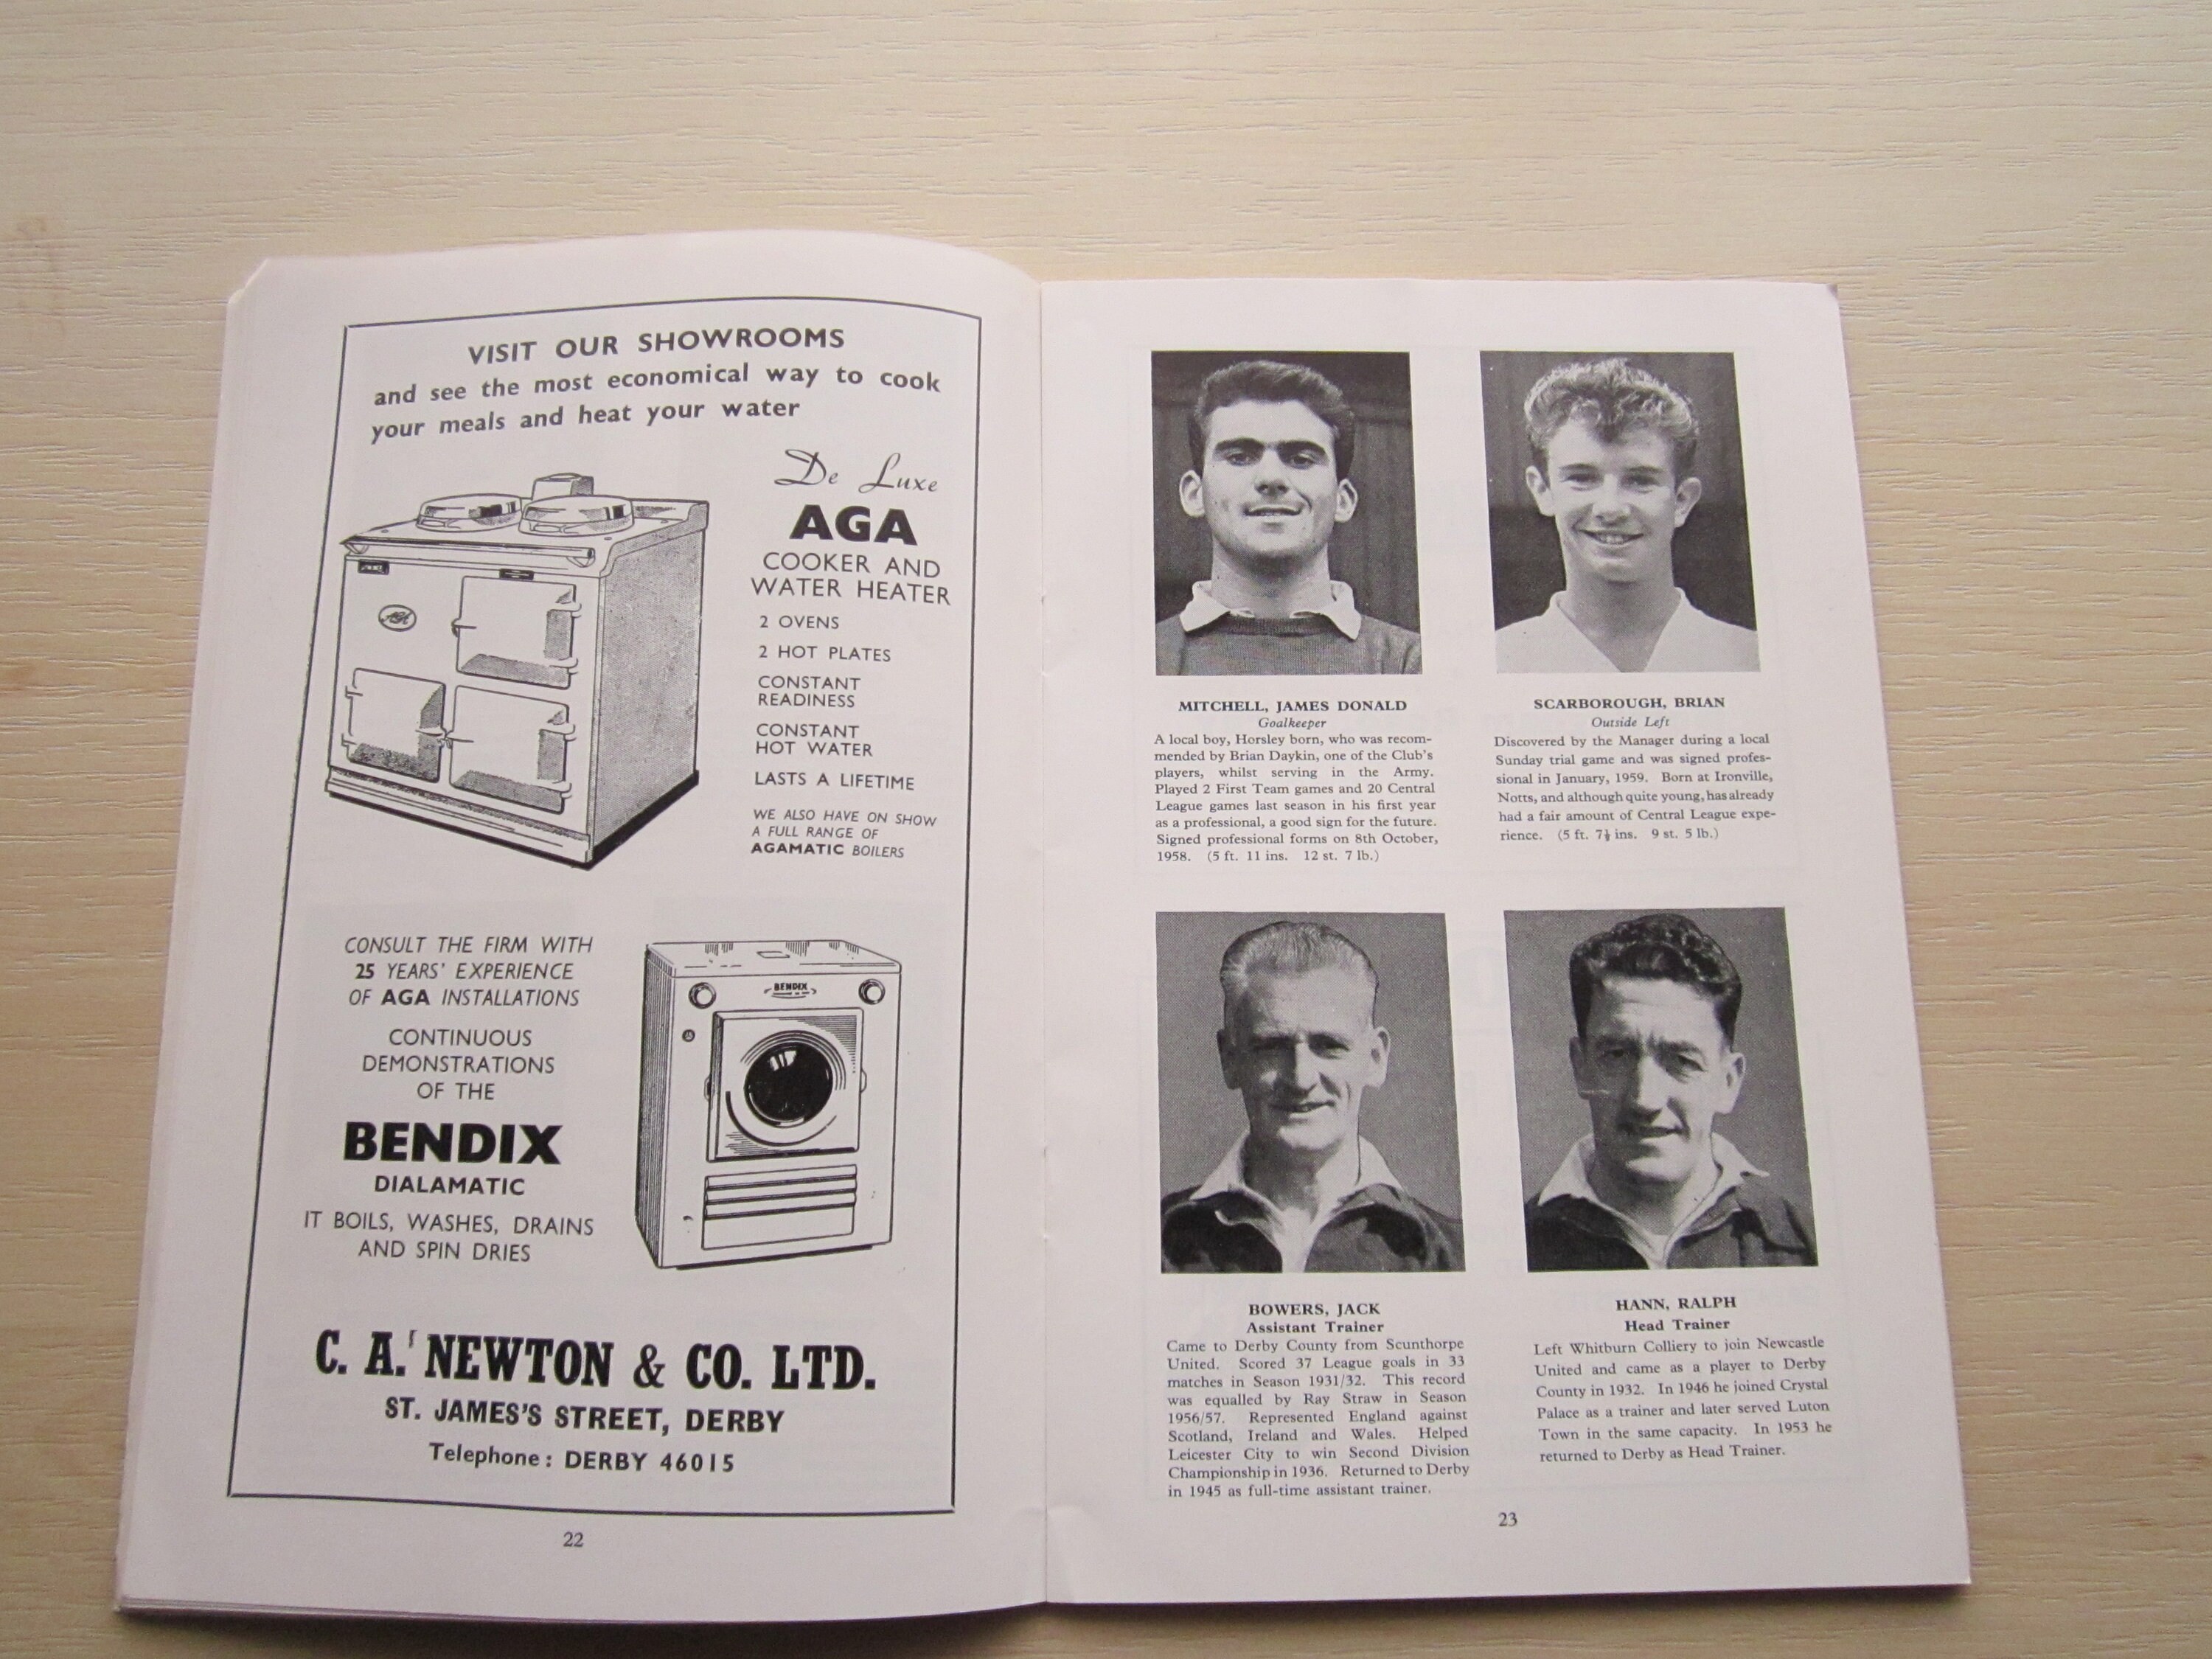 VISIT OUR SHOWROOMS
and see the most economical way to cook
your meals and heat your water
De Luxe
AGA
COOKER AND
WATER HEATER
2 OVENS
2 HOT PLATES
CONSTANT
READINESS
CONSTANT
HOT WATER
LASTS A LIFETIME
WE ALSO HAVE ON SHOW
A FULL RANGE OF
AGAMATIC BOILERS
CONSULT THE FIRM WITH
25 YEARS' EXPERIENCE
OF AGA INSTALLATIONS
CONTINUOUS
DEMONSTRATIONS
OF THE
BENDIX
DIALAMATIC
IT BOILS, WASHES, DRAINS
AND SPIN DRIES
BENDIX
C. A. NEWTON & CO. LTD.
ST. JAMES'S STREET, DERBY
Telephone: DERBY 46015
22
MITCHELL, JAMES DONALD
Goalkeeper
A local boy, Horsley born, who was recom-
mended by Brian Daykin, one of the Club's
players, whilst serving in the Army.
Played 2 First Team games and 20 Central
League games last season in his first year
as a professional, a good sign for the future.
Signed professional forms on 8th October,
1958. (5 ft. 11 ins. 12 st. 7 lb.)
SCARBOROUGH, BRIAN
Outside Left
Discovered by the Manager during a local
Sunday trial game and was signed profes-
sional in January, 1959. Born at Ironville,
Notts, and although quite young, has already
had a fair amount of Central League expe-
rience. (5 ft. 7½ ins. 9 st. 5 lb.)
BOWERS, JACK
Assistant Trainer
Came to Derby County from Scunthorpe
United. Scored 37 League goals in 33
matches in Season 1931/32. This record
was equalled by Ray Straw in Season
1956/57. Represented England against
Scotland, Ireland and Wales. Helped
Leicester City to win Second Division
Championship in 1936. Returned to Derby
in 1945 as full-time assistant trainer.
HANN, RALPH
Head Trainer
Left Whitburn Colliery to join Newcastle
United and came as a player to Derby
County in 1932. In 1946 he joined Crystal
Palace as a trainer and later served Luton
Town in the same capacity. In 1953 he
returned to Derby as Head Trainer.
23